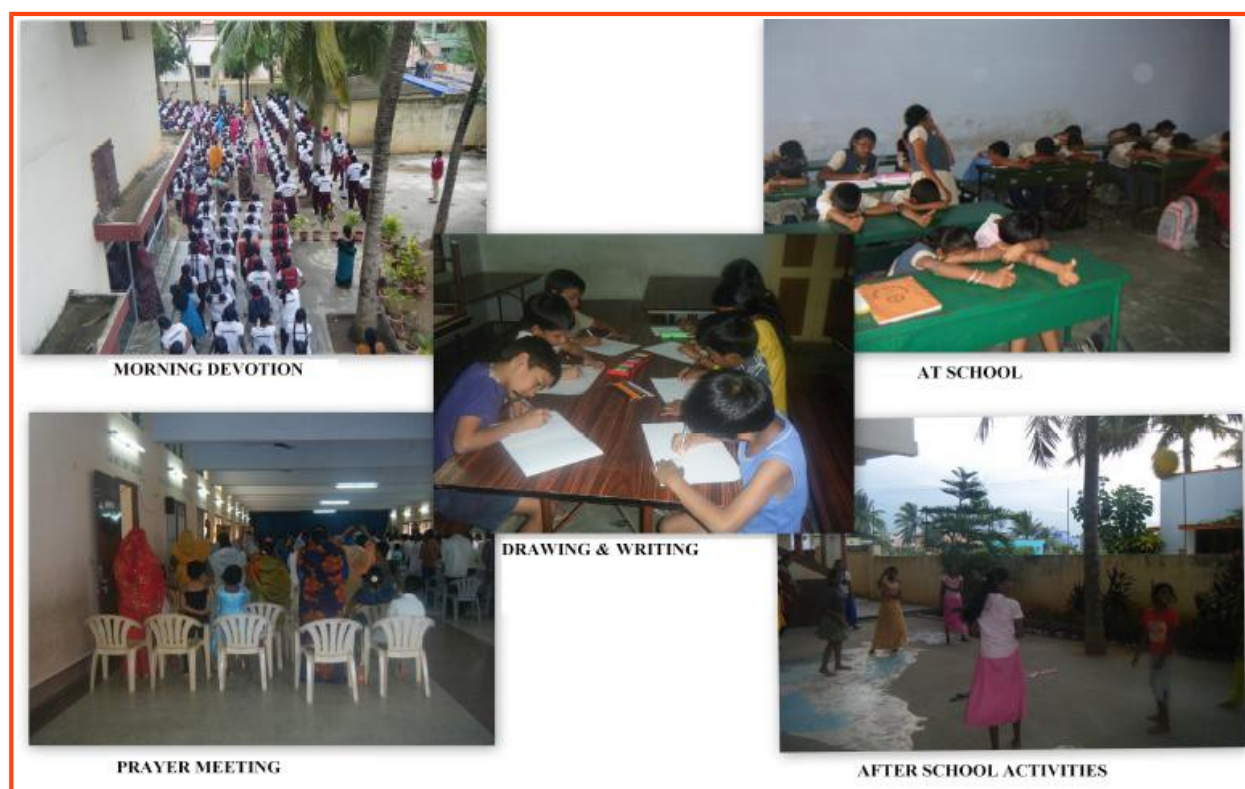 MORNING DEVOTION
AT SCHOOL
DRAWING & WRITING
PRAYER MEETING
AFTER SCHOOL ACTIVITIES